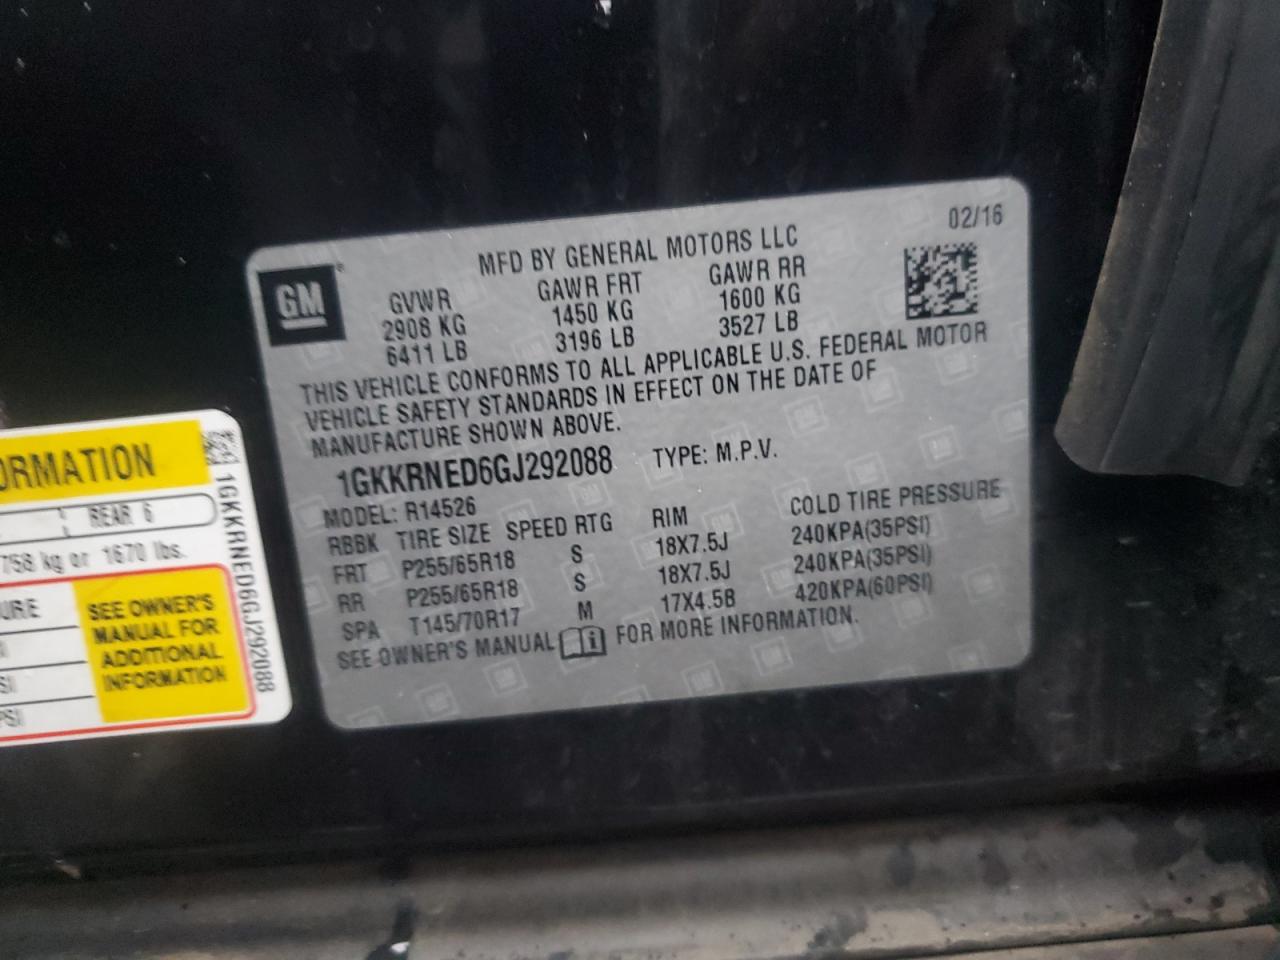 GM
MFD BY GENERAL MOTORS LLC
02/16
GVWR GAWR FRT GAWR RR
2908 KG 1450 KG 1600 KG
6411 LB 3196 LB 3527 LB
THIS VEHICLE CONFORMS TO ALL APPLICABLE U.S. FEDERAL MOTOR
VEHICLE SAFETY STANDARDS IN EFFECT ON THE DATE OF
MANUFACTURE SHOWN ABOVE.
1GKKRNED6GJ292088 TYPE: M.P.V.
MODEL: R14526
RBBK TIRE SIZE SPEED RTG RIM COLD TIRE PRESSURE
FRT P255/65R18 S 18X7.5J 240KPA(35PSI)
RR P255/65R18 S 18X7.5J 240KPA(35PSI)
SPA T145/70R17 M 17X4.5B 420KPA(60PSI)
SEE OWNER'S MANUAL FOR MORE INFORMATION.
ORMATION
REAR 6
758 kg or 1670 lbs.
URE
SI
PSI
SEE OWNER'S
MANUAL FOR
ADDITIONAL
INFORMATION
1GKKRNED6GJ292088